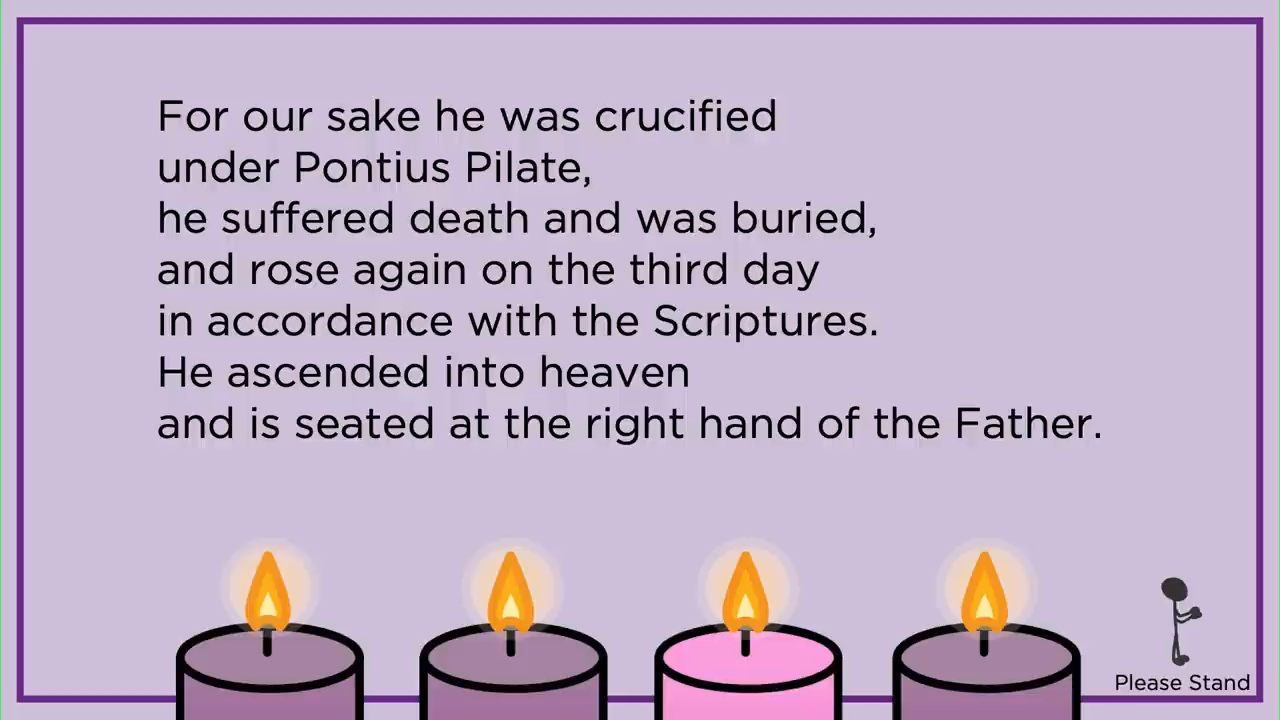 For our sake he was crucified
under Pontius Pilate,
he suffered death and was buried,
and rose again on the third day
in accordance with the Scriptures.
He ascended into heaven
and is seated at the right hand of the Father.
Please Stand